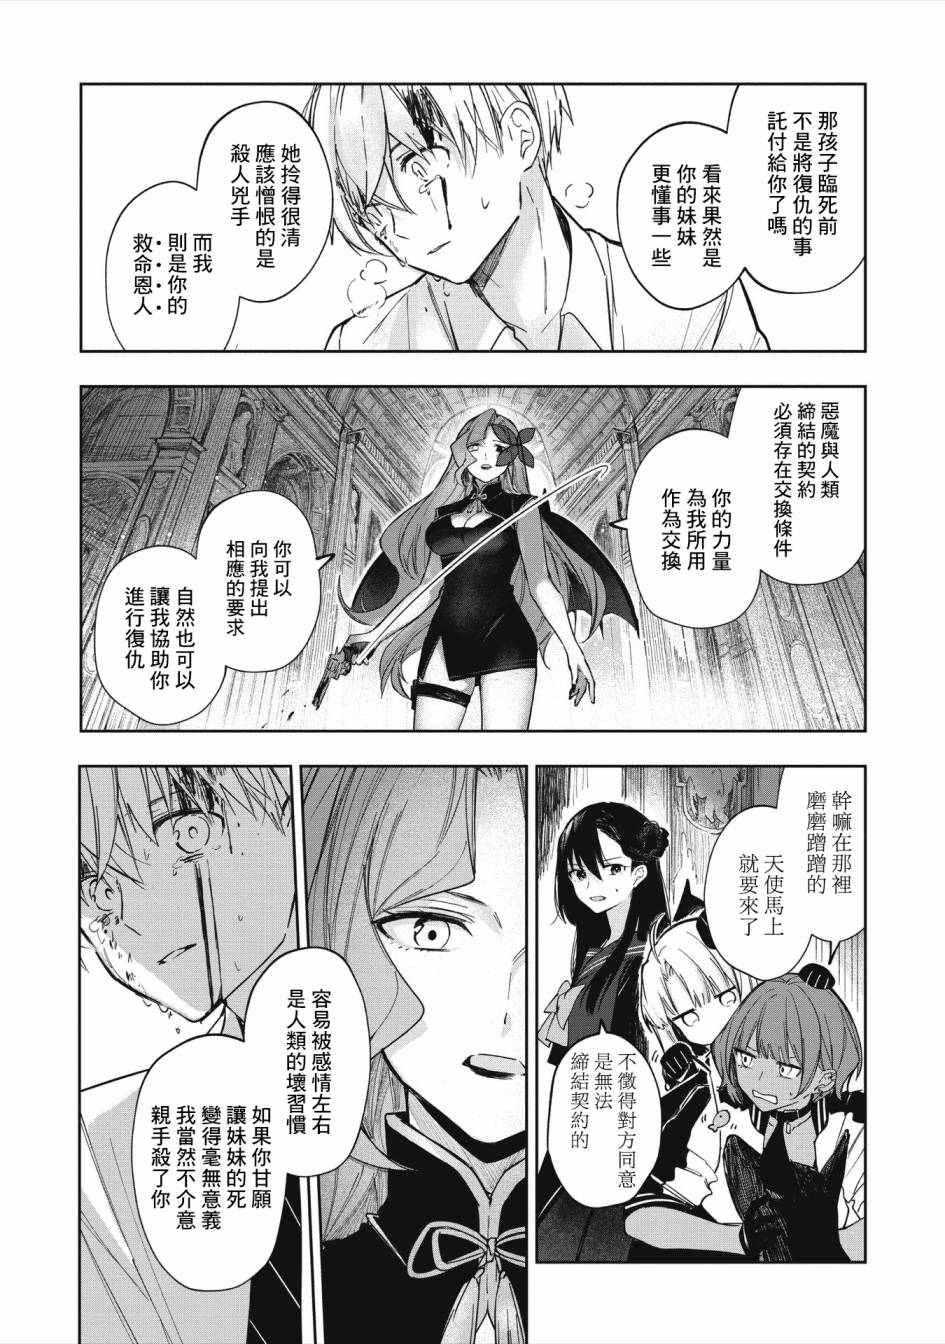 那孩子臨死前
不是將復仇的事
託付給你了嗎
看來果然是
你的妹妹
更懂事一些
她拎得很清
應該憎恨的是
殺人兇手
而我
則是你的
救命恩人
惡魔與人類
締結的契約
必須存在交換條件
你的力量
為我所用
作為交換
你可以
向我提出
相應的要求
自然也可以
讓我協助你
進行復仇
幹嘛在那裡
磨磨蹭蹭的
天使馬上
就要來了
不徵得對方同意
是無法
締結契約的
容易被感情左右
是人類的壞習慣
如果你甘願
讓妹妹的死
變得毫無意義
我當然不介意
親手殺了你